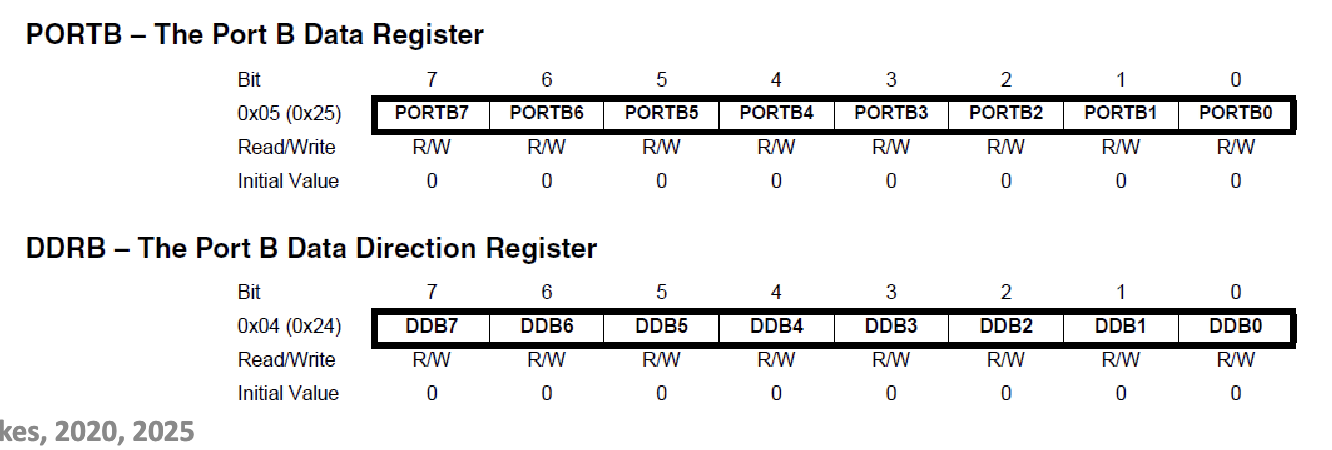 PORTB – The Port B Data Register
Bit 7 6 5 4 3 2 1 0
0x05 (0x25) PORTB7 PORTB6 PORTB5 PORTB4 PORTB3 PORTB2 PORTB1 PORTB0
Read/Write R/W R/W R/W R/W R/W R/W R/W R/W
Initial Value 0 0 0 0 0 0 0 0
DDRB – The Port B Data Direction Register
Bit 7 6 5 4 3 2 1 0
0x04 (0x24) DDB7 DDB6 DDB5 DDB4 DDB3 DDB2 DDB1 DDB0
Read/Write R/W R/W R/W R/W R/W R/W R/W R/W
Initial Value 0 0 0 0 0 0 0 0
kes, 2020, 2025